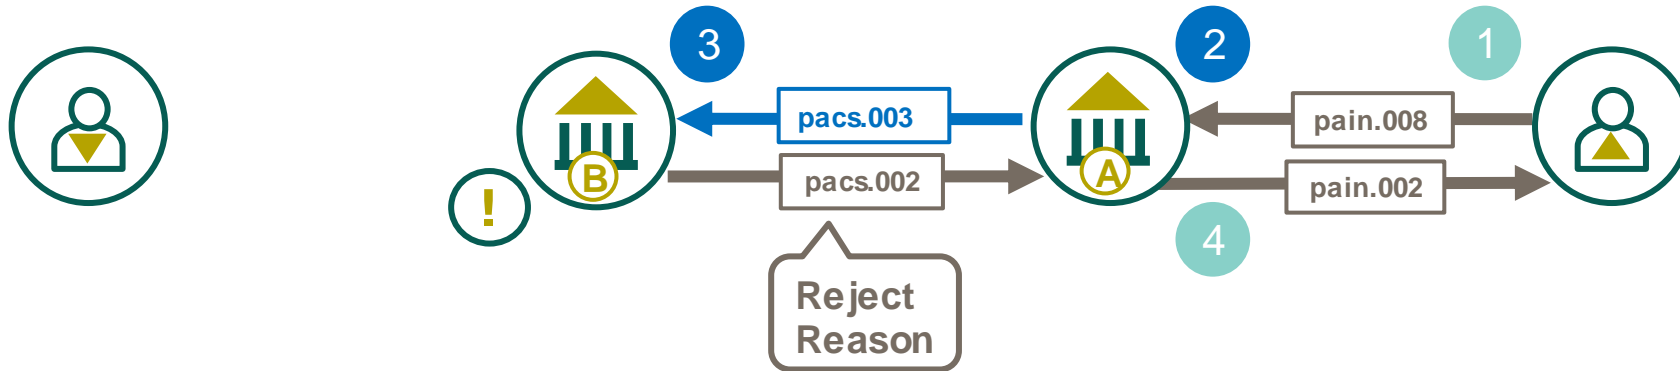 3
2
1
pacs.003
pain.008
B
A
pacs.002
pain.002
!
4
Reject
Reason